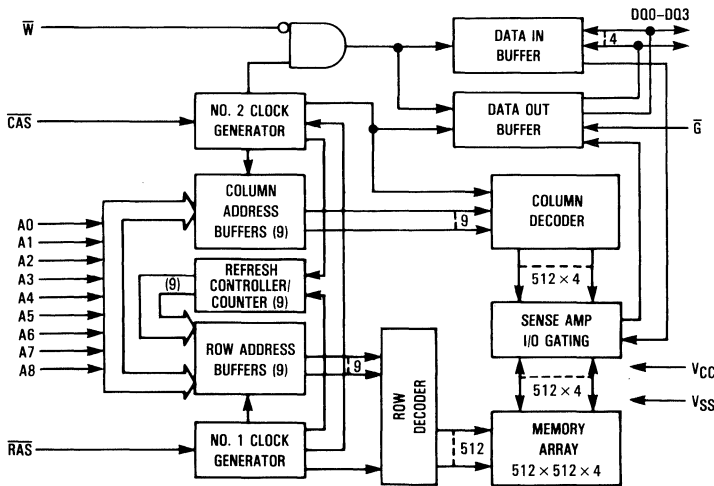 W̅
DATA IN
BUFFER
4
DQ0–DQ3
NO. 2 CLOCK
GENERATOR
C̅A̅S̅
DATA OUT
BUFFER
G̅
COLUMN
ADDRESS
BUFFERS (9)
9
COLUMN
DECODER
A0
A1
A2
A3
A4
A5
A6
A7
A8
(9)
REFRESH
CONTROLLER/
COUNTER (9)
512 × 4
SENSE AMP
I/O GATING
ROW ADDRESS
BUFFERS (9)
9
ROW
DECODER
512 × 4
VCC
VSS
R̅A̅S̅
NO. 1 CLOCK
GENERATOR
512
MEMORY
ARRAY
512 × 512 × 4